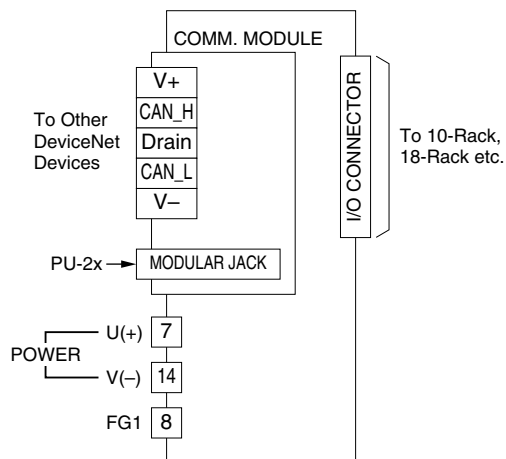 COMM. MODULE
V+
CAN_H
Drain
CAN_L
V–
To Other
DeviceNet
Devices
I/O CONNECTOR
To 10-Rack,
18-Rack etc.
PU-2x
MODULAR JACK
POWER
U(+)
7
V(–)
14
FG1
8